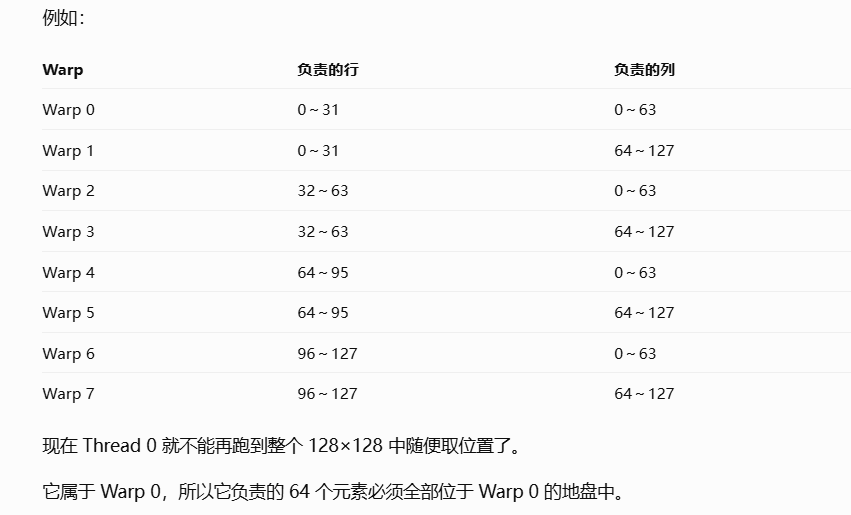 例如：
Warp 负责的行 负责的列
Warp 0 0～31 0～63
Warp 1 0～31 64～127
Warp 2 32～63 0～63
Warp 3 32～63 64～127
Warp 4 64～95 0～63
Warp 5 64～95 64～127
Warp 6 96～127 0～63
Warp 7 96～127 64～127
现在 Thread 0 就不能再跑到整个 128×128 中随便取位置了。
它属于 Warp 0，所以它负责的 64 个元素必须全部位于 Warp 0 的地盘中。